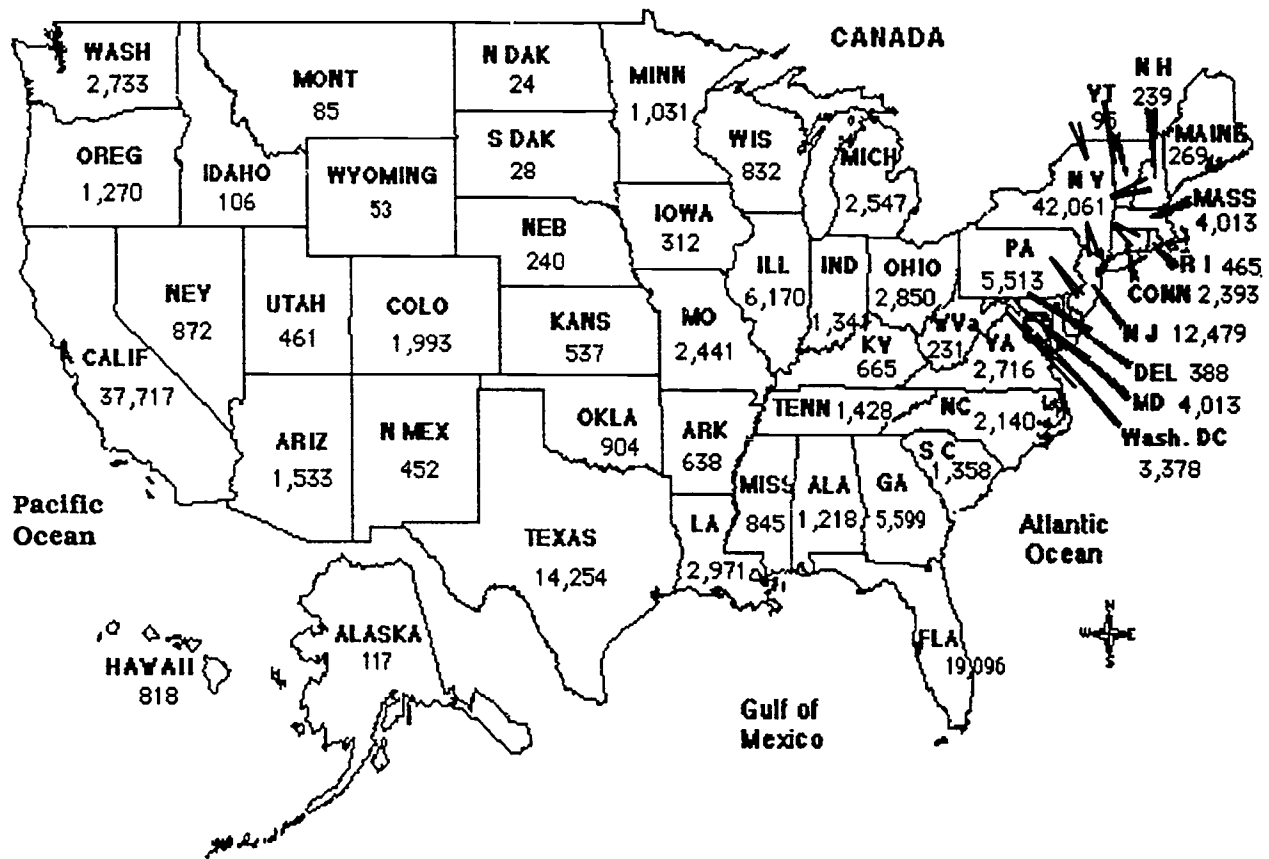 CANADA
WASH
2,733
MONT
85
N DAK
24
MINN
1,031
N H
239
VT
MAINE
269
OREG
1,270
IDAHO
106
WYOMING
53
S DAK
28
WIS
832
MICH
2,547
N Y
42,061
MASS
4,013
R I 465
CONN 2,393
NEV
872
UTAH
461
COLO
1,993
NEB
240
IOWA
312
ILL
6,170
IND
OHIO
2,850
PA
5,513
N J 12,479
DEL 388
MD 4,013
Wash. DC
3,378
CALIF
37,717
KANS
537
MO
2,441
KY
665
WVa
231
VA
2,716
ARIZ
1,533
N MEX
452
OKLA
904
ARK
638
TENN 1,428
NC
2,140
S C
1,358
MISS
845
ALA
1,218
GA
5,599
LA
2,971
TEXAS
14,254
FLA
19,096
Pacific
Ocean
Atlantic
Ocean
HAWAII
818
ALASKA
117
Gulf of
Mexico
N
W E
S